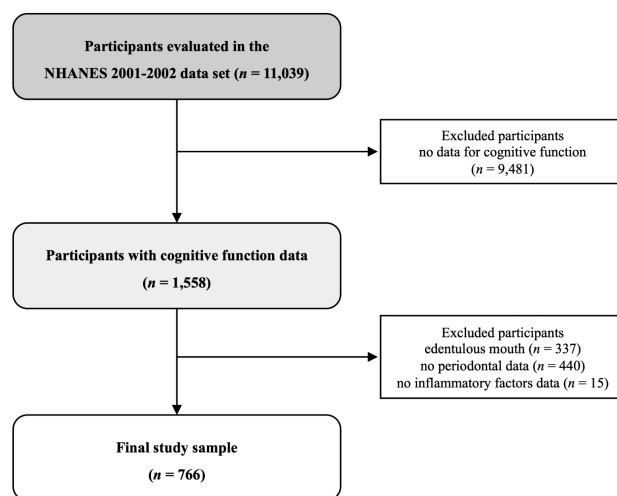 Participants evaluated in the
NHANES 2001-2002 data set (n = 11,039)
Excluded participants
no data for cognitive function
(n = 9,481)
Participants with cognitive function data
(n = 1,558)
Excluded participants
edentulous mouth (n = 337)
no periodontal data (n = 440)
no inflammatory factors data (n = 15)
Final study sample
(n = 766)